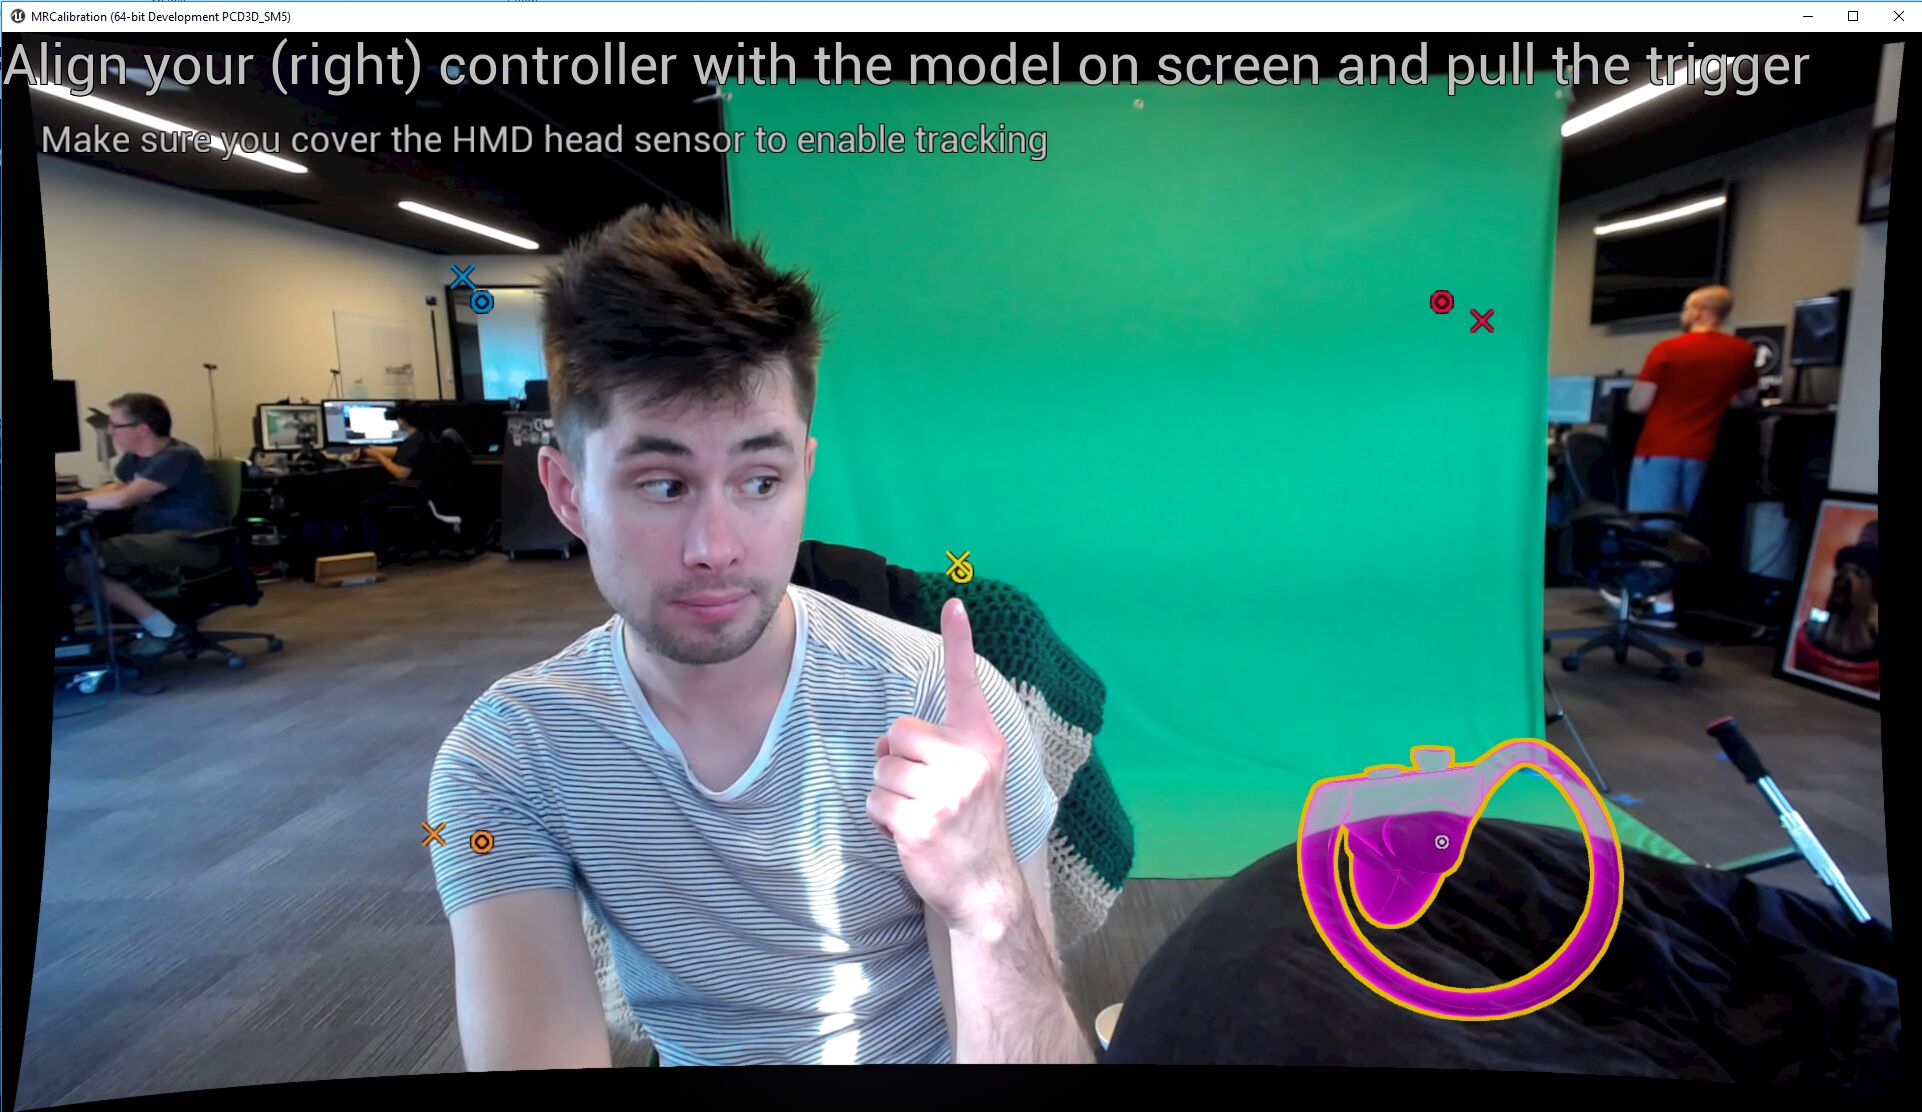 MRCalibration (64-bit Development PCD3D_SM5)
Align your (right) controller with the model on screen and pull the trigger
Make sure you cover the HMD head sensor to enable tracking